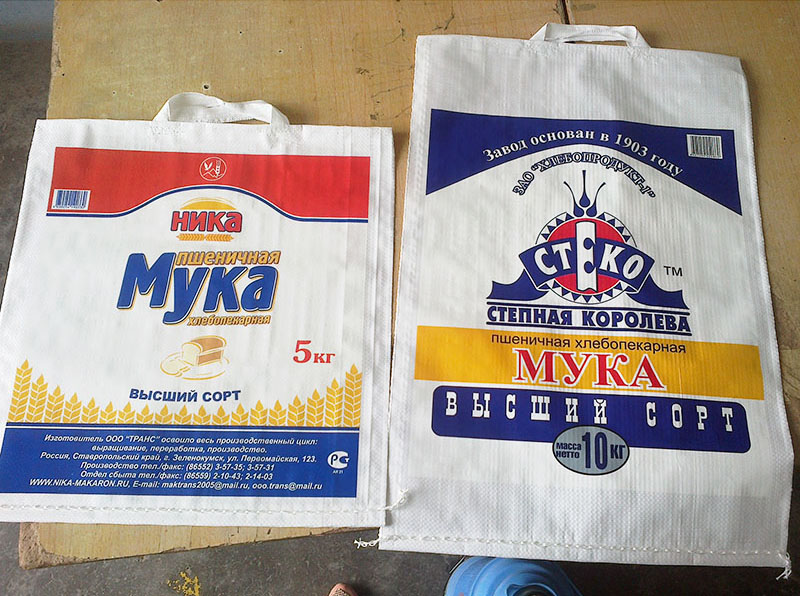 НИКА
пшеничная
Мука
хлебопекарная
5 кг
ВЫСШИЙ СОРТ
Изготовитель ООО "ТРАНС" освоило весь производственный цикл:
выращивание, переработка, производство.
Россия, Ставропольский край, г. Зеленокумск, ул. Первомайская, 123.
Производство тел./факс: (86552) 3-57-35; 3-57-31
Отдел сбыта тел./факс: (86559) 2-10-43; 2-14-03
WWW.NIKA-MAKARON.RU, E-mail: maktrans2005@mail.ru, ooo.trans@mail.ru
Завод основан в 1903 году
ЗАО "ХЛЕБОПРОДУКТ-1"
СТЕКО
TM
СТЕПНАЯ КОРОЛЕВА
пшеничная хлебопекарная
МУКА
ВЫСШИЙ СОРТ
масса
нетто
10 кг